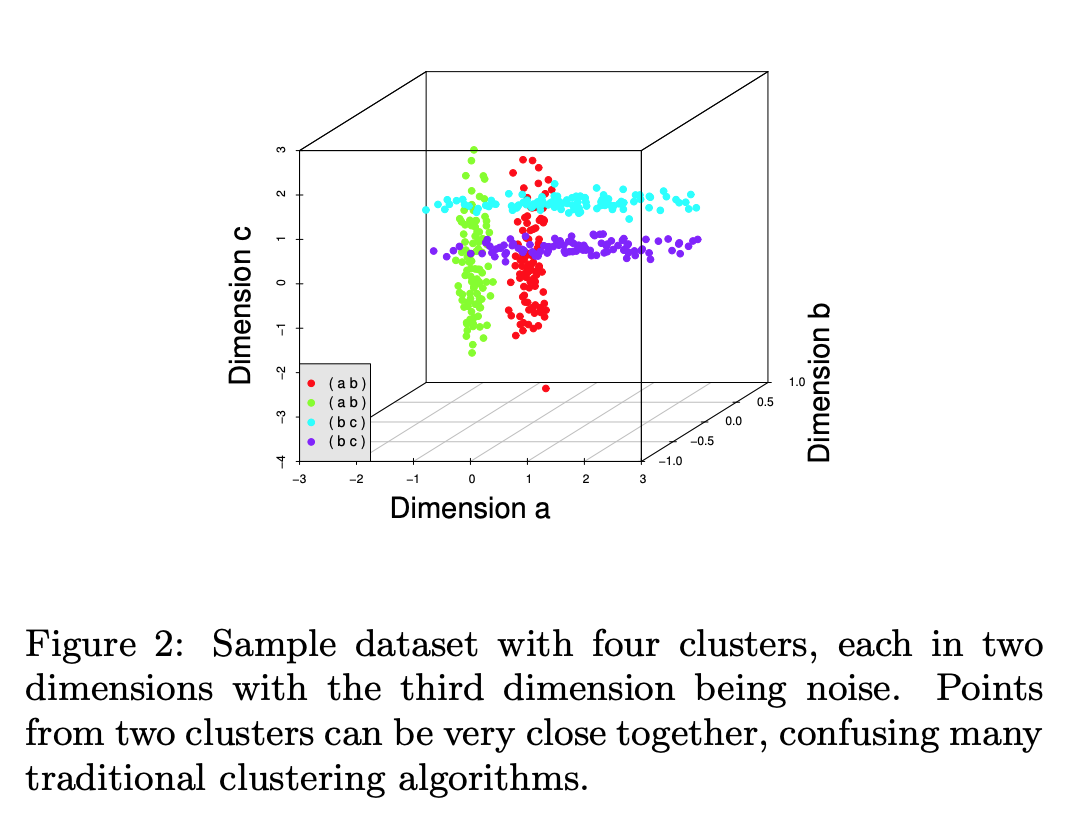 3
2
1
0
−1
−2
−3
−4
Dimension c
( a b )
( a b )
( b c )
( b c )
−3 −2 −1 0 1 2 3
Dimension a
1.0
0.5
0.0
−0.5
−1.0
Dimension b
Figure 2: Sample dataset with four clusters, each in two
dimensions with the third dimension being noise. Points
from two clusters can be very close together, confusing many
traditional clustering algorithms.